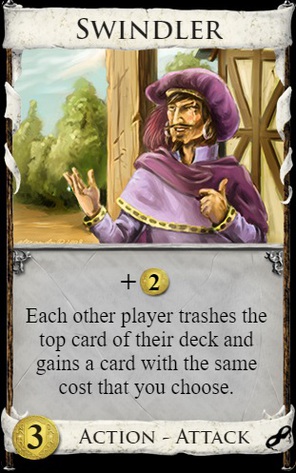 Swindler
+2
Each other player trashes the
top card of their deck and
gains a card with the same
cost that you choose.
3 Action - Attack